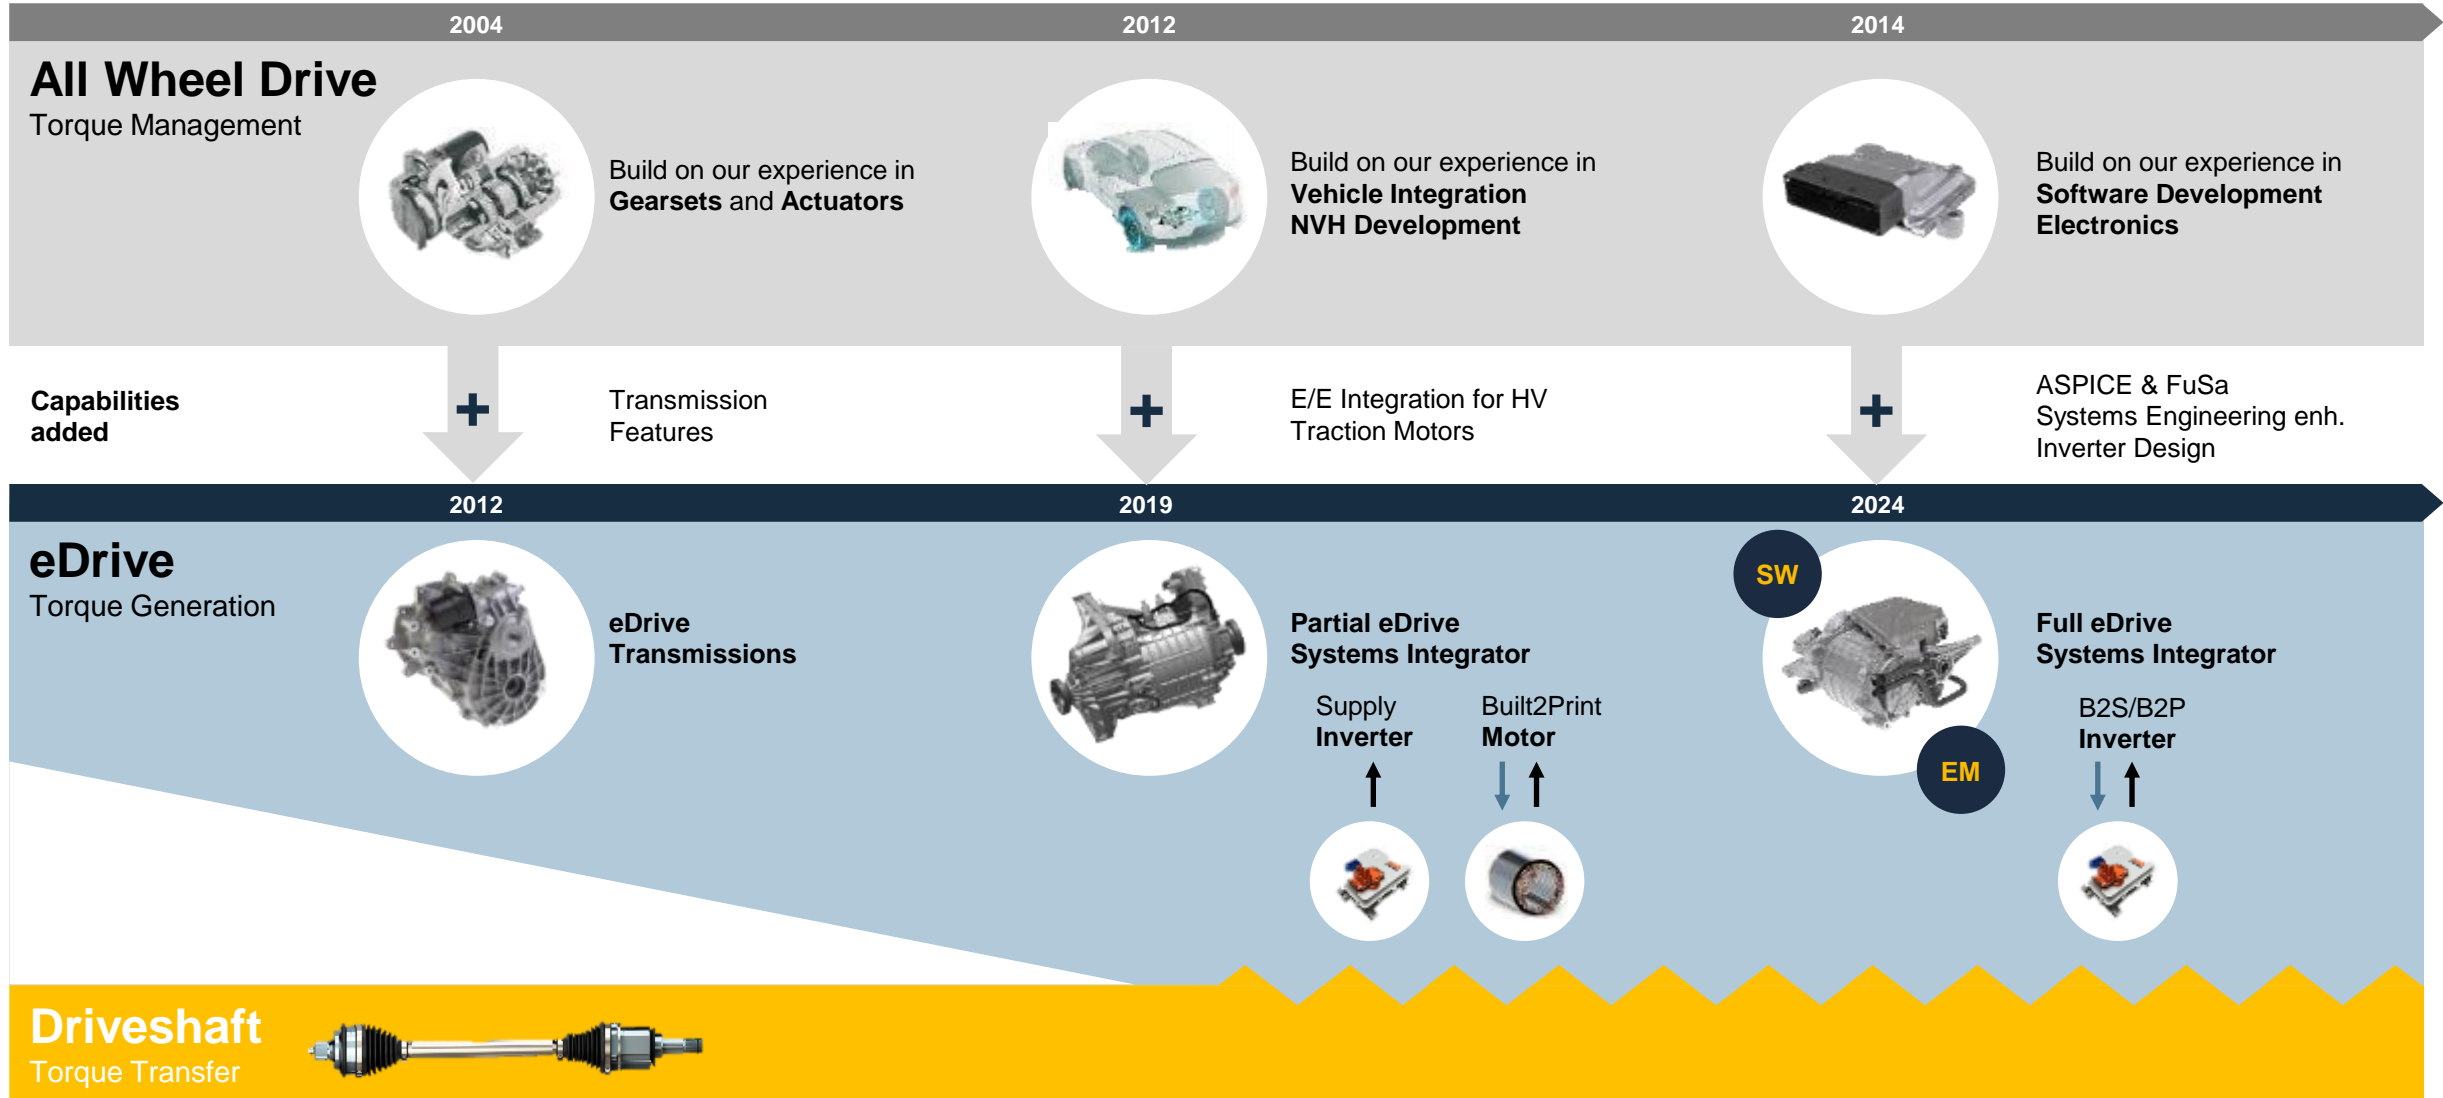 2004
2012
2014
All Wheel Drive
Torque Management
Build on our experience in
Gearsets and Actuators
Build on our experience in
Vehicle Integration
NVH Development
Build on our experience in
Software Development
Electronics
Capabilities
added
+
Transmission
Features
+
E/E Integration for HV
Traction Motors
+
ASPICE & FuSa
Systems Engineering enh.
Inverter Design
2012
2019
2024
eDrive
Torque Generation
eDrive
Transmissions
Partial eDrive
Systems Integrator
Supply
Inverter
Built2Print
Motor
SW
EM
Full eDrive
Systems Integrator
B2S/B2P
Inverter
Driveshaft
Torque Transfer